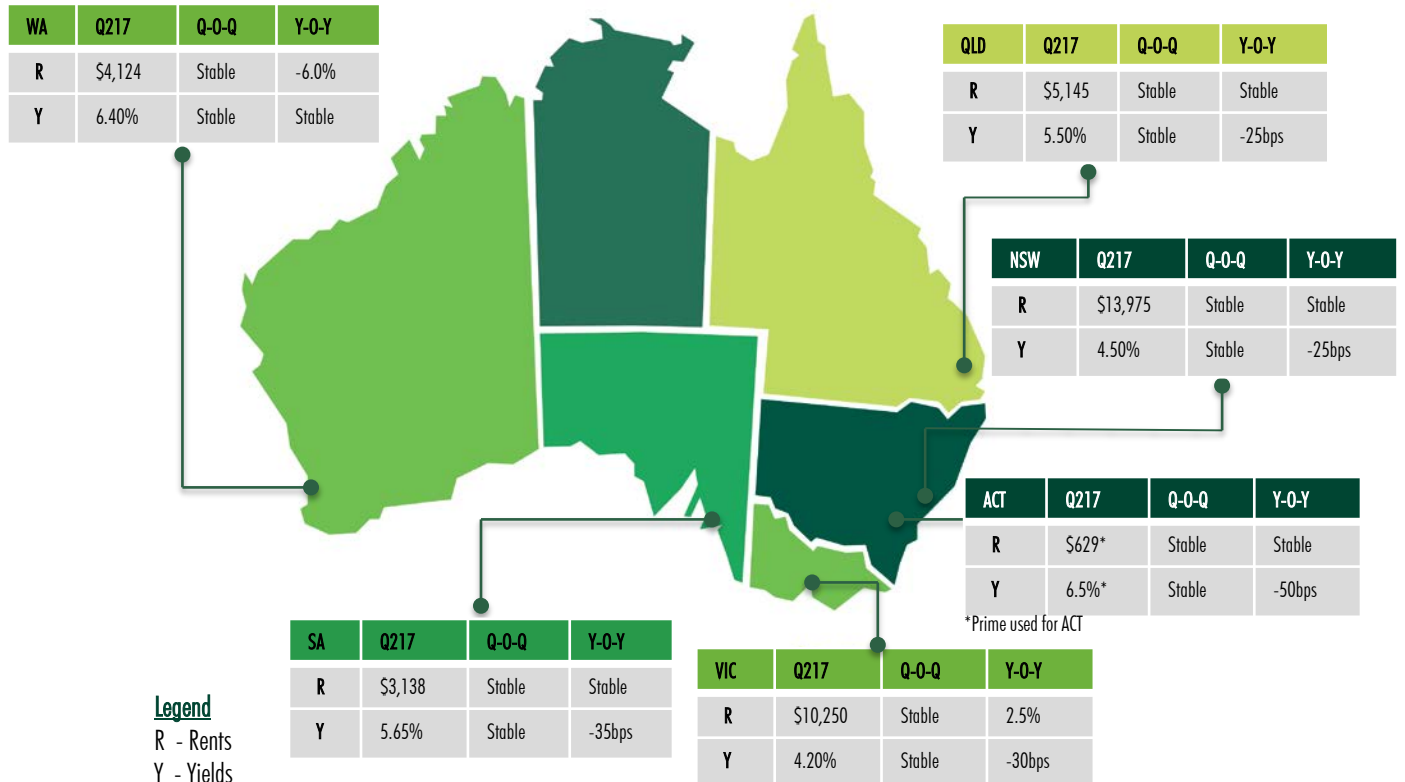 WA Q217 Q-O-Q Y-O-Y
R $4,124 Stable -6.0%
Y 6.40% Stable Stable
QLD Q217 Q-O-Q Y-O-Y
R $5,145 Stable Stable
Y 5.50% Stable -25bps
NSW Q217 Q-O-Q Y-O-Y
R $13,975 Stable Stable
Y 4.50% Stable -25bps
ACT Q217 Q-O-Q Y-O-Y
R $629* Stable Stable
Y 6.5%* Stable -50bps
*Prime used for ACT
SA Q217 Q-O-Q Y-O-Y
R $3,138 Stable Stable
Y 5.65% Stable -35bps
VIC Q217 Q-O-Q Y-O-Y
R $10,250 Stable 2.5%
Y 4.20% Stable -30bps
Legend
R - Rents
Y - Yields